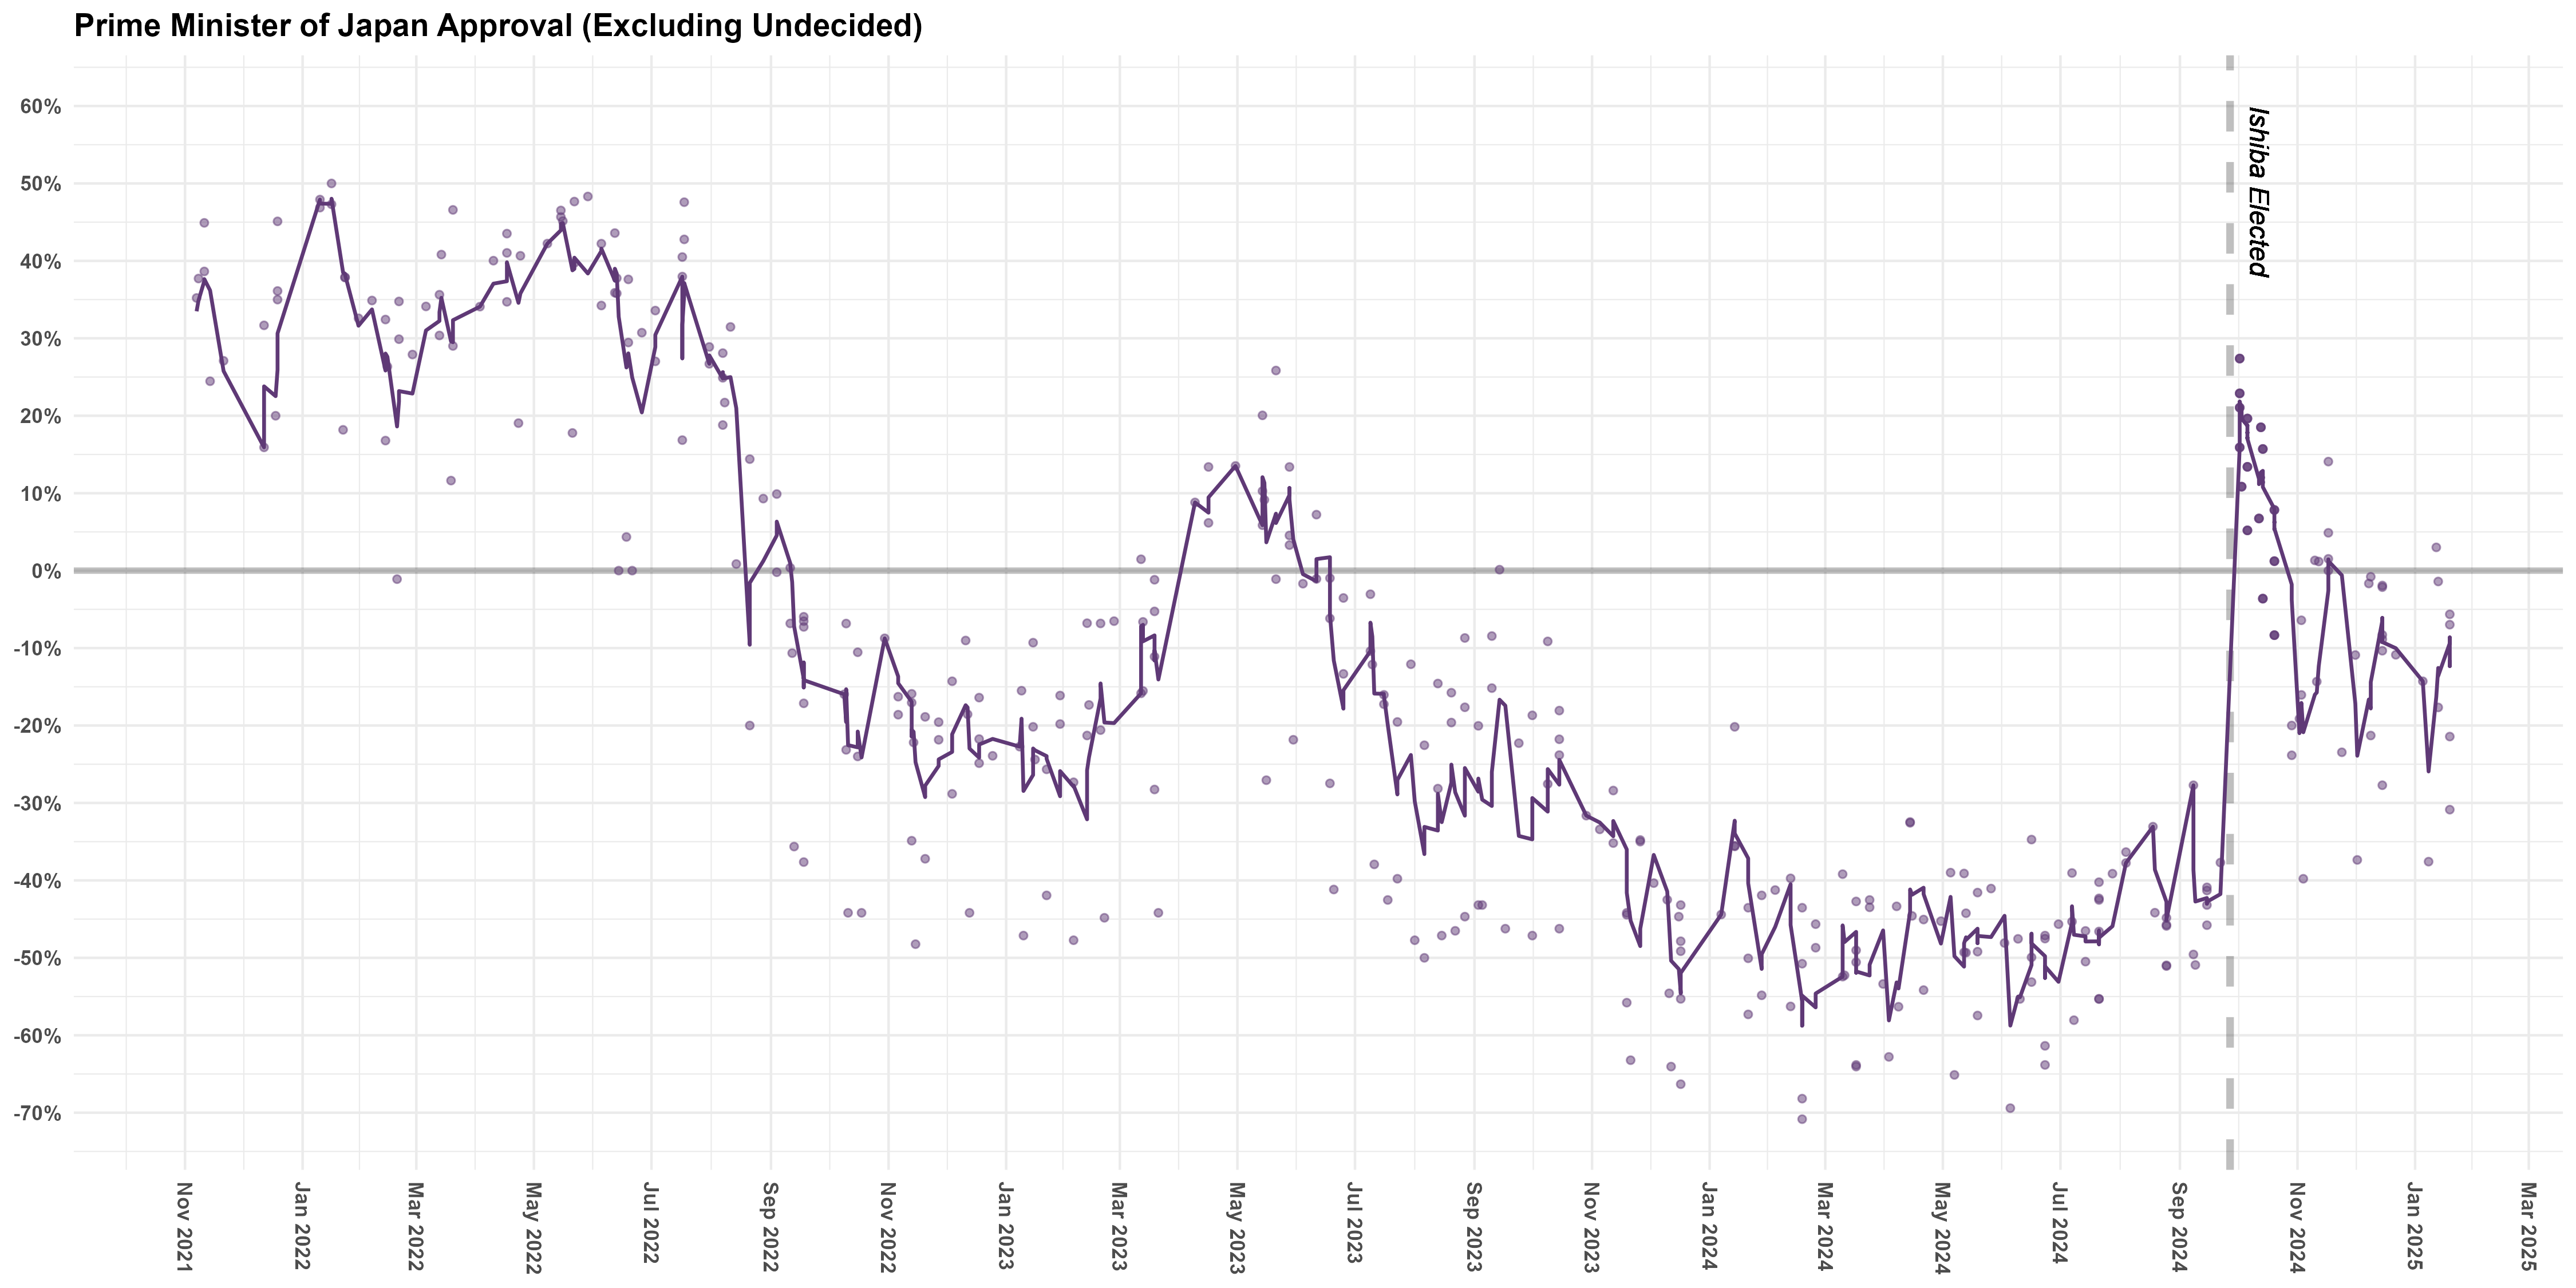 Prime Minister of Japan Approval (Excluding Undecided)
60%
50%
40%
30%
20%
10%
0%
-10%
-20%
-30%
-40%
-50%
-60%
-70%
Ishiba Elected
Nov 2021
Jan 2022
Mar 2022
May 2022
Jul 2022
Sep 2022
Nov 2022
Jan 2023
Mar 2023
May 2023
Jul 2023
Sep 2023
Nov 2023
Jan 2024
Mar 2024
May 2024
Jul 2024
Sep 2024
Nov 2024
Jan 2025
Mar 2025